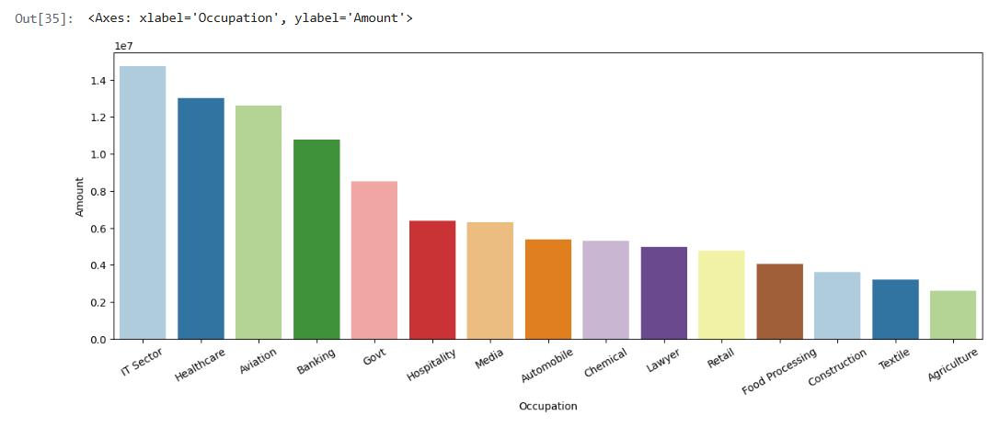 Out[35]: <Axes: xlabel='Occupation', ylabel='Amount'>
1e7
1.4
1.2
1.0
0.8
0.6
0.4
0.2
0.0
Amount
IT Sector
Healthcare
Aviation
Banking
Govt
Hospitality
Media
Automobile
Chemical
Lawyer
Retail
Food Processing
Construction
Textile
Agriculture
Occupation